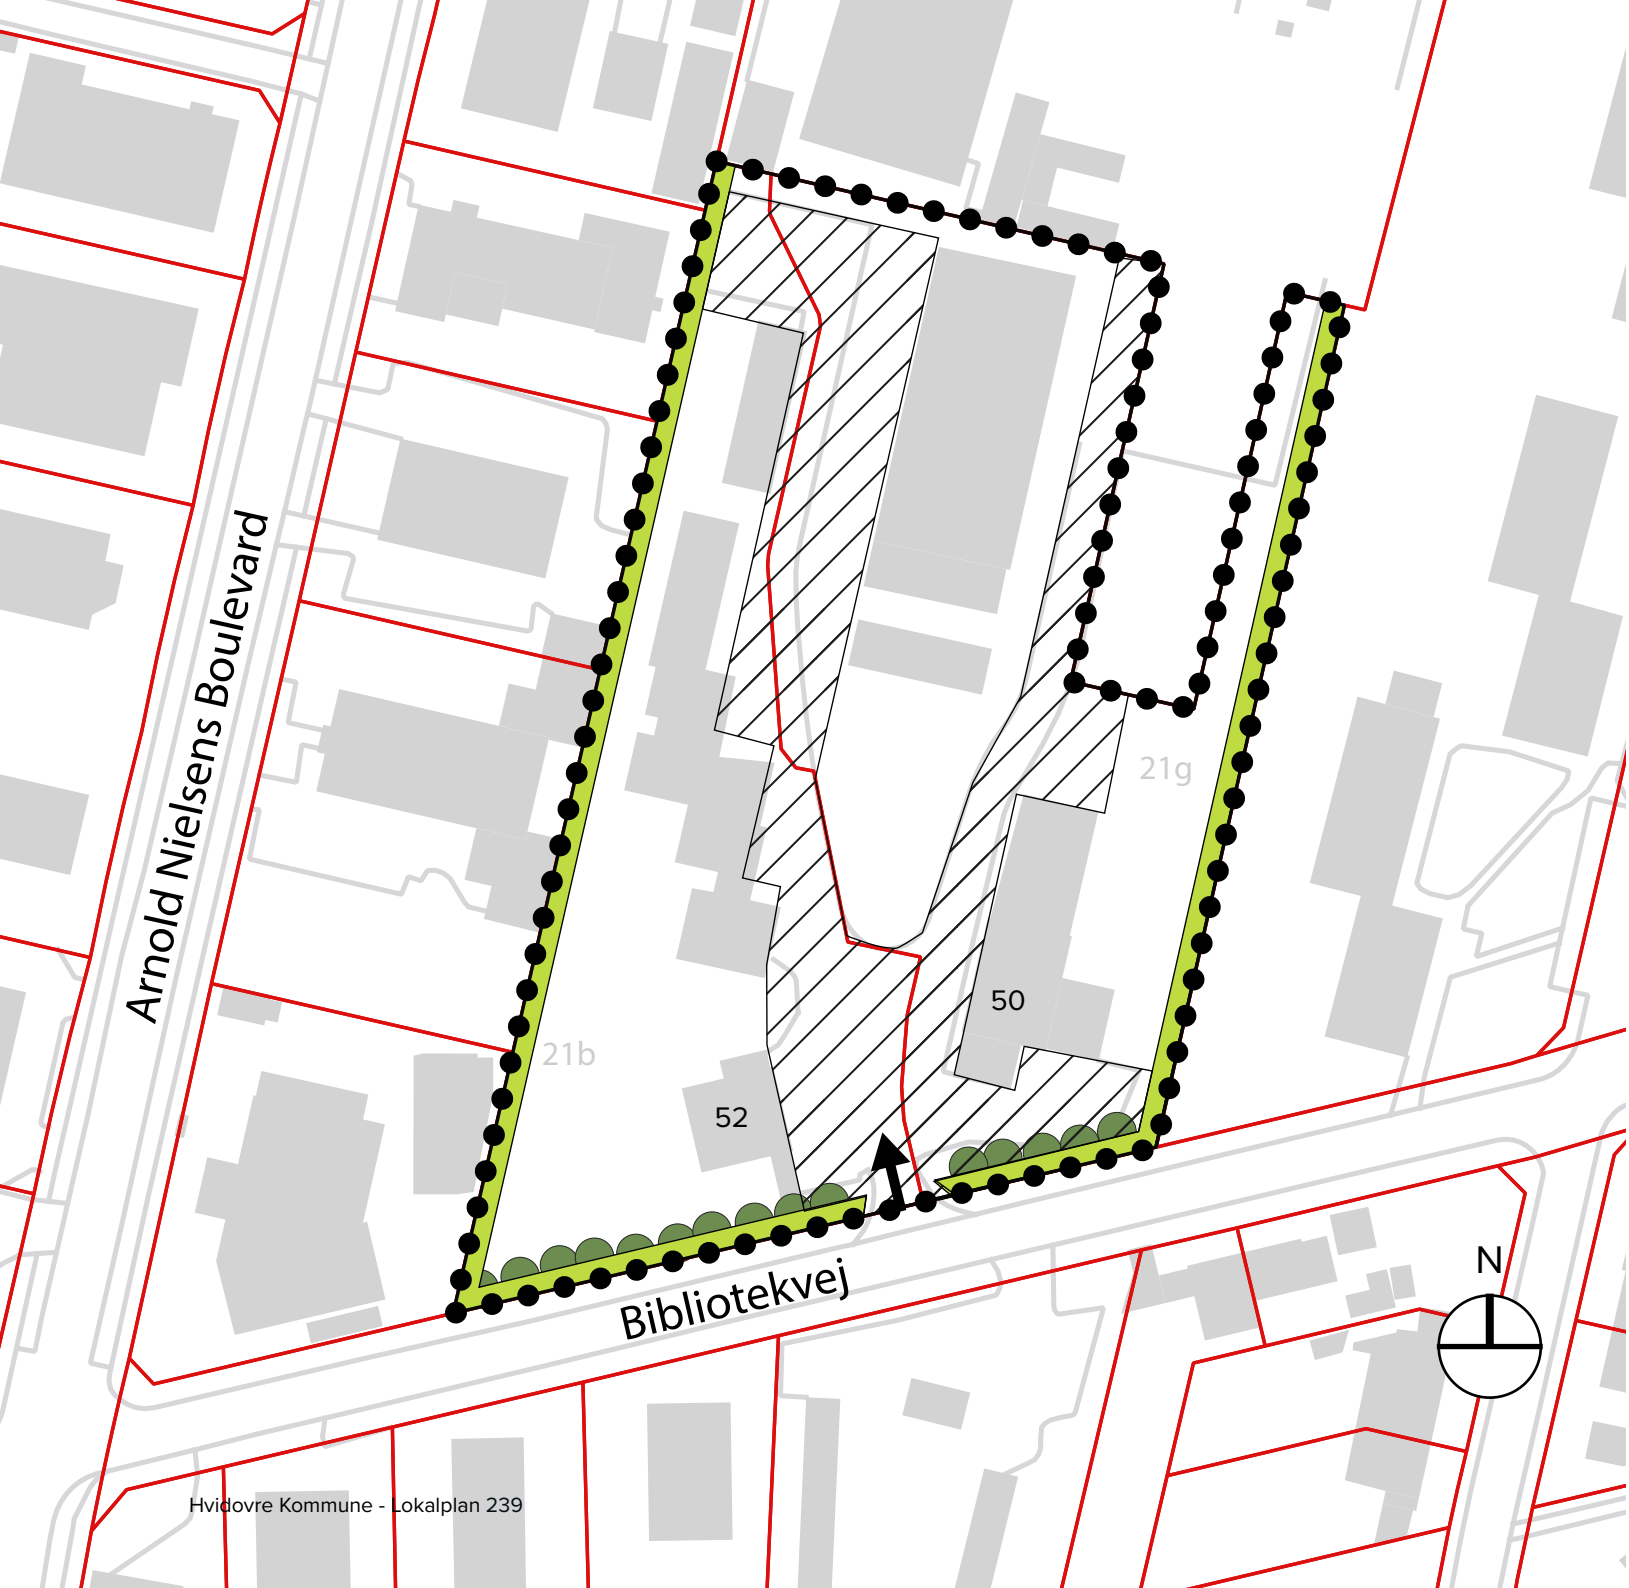 Arnold Nielsens Boulevard
21g
50
21b
52
Bibliotekvej
N
Hvidovre Kommune - Lokalplan 239